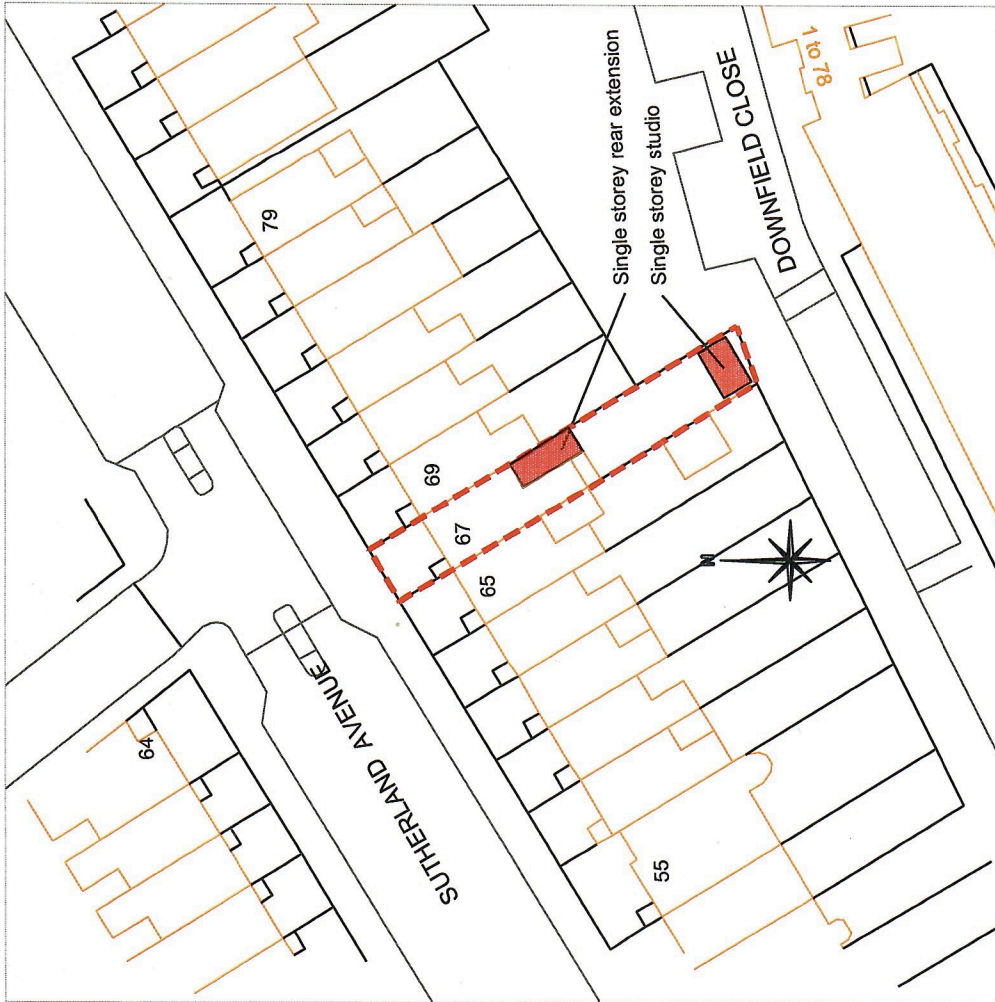 1 to 78
DOWNFIELD CLOSE
Single storey rear extension
Single storey studio
79
69
67
65
N
64
SUTHERLAND AVENUE
55